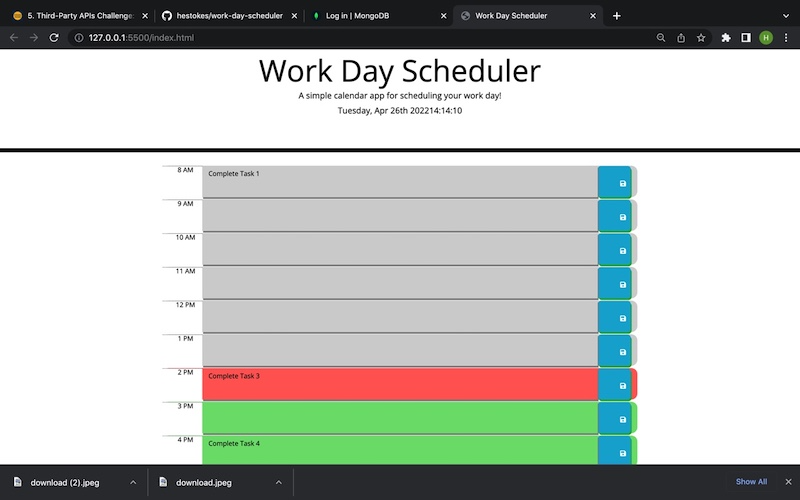 5. Third-Party APIs Challenge:
hestokes/work-day-scheduler
Log in | MongoDB
Work Day Scheduler
127.0.0.1:5500/index.html
H
Work Day Scheduler
A simple calendar app for scheduling your work day!
Tuesday, Apr 26th 202214:14:10
8 AM Complete Task 1
9 AM
10 AM
11 AM
12 PM
1 PM
2 PM Complete Task 3
3 PM
4 PM Complete Task 4
download (2).jpeg
download.jpeg
Show All